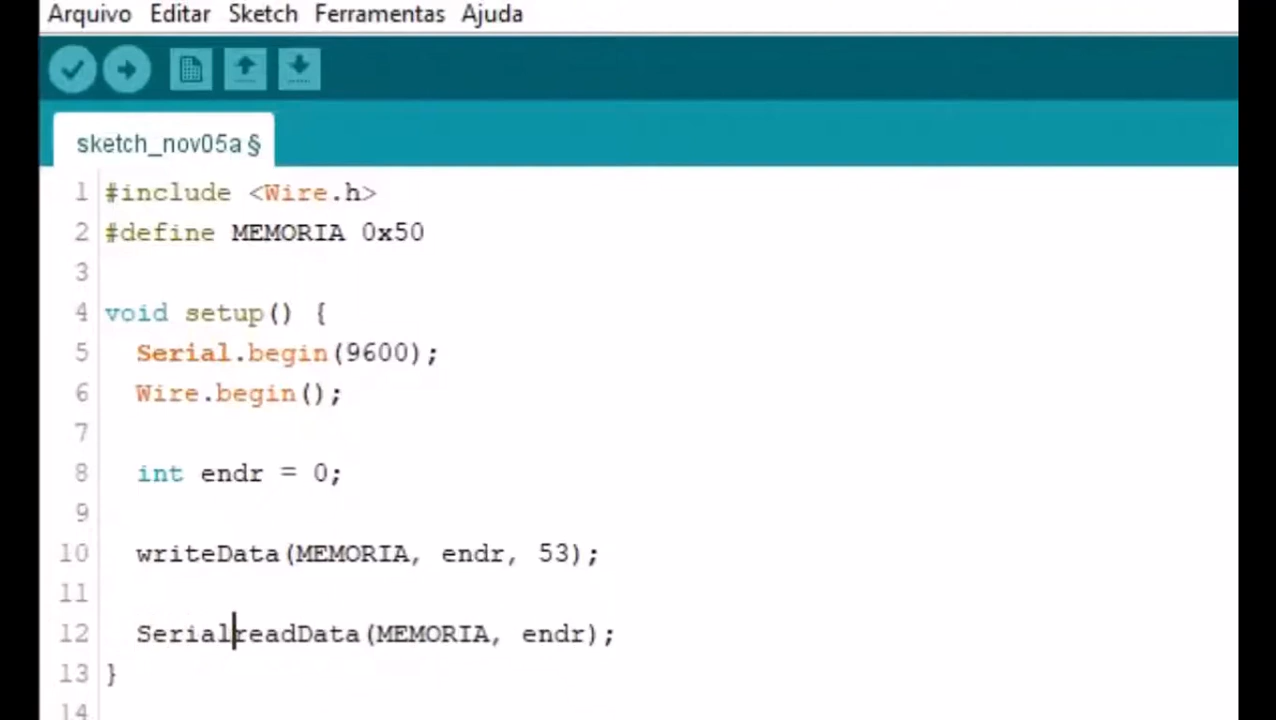 Arquivo Editar Sketch Ferramentas Ajuda
sketch_nov05a §
1 #include <Wire.h>
2 #define MEMORIA 0x50
3
4 void setup() {
5 Serial.begin(9600);
6 Wire.begin();
7
8 int endr = 0;
9
10 writeData(MEMORIA, endr, 53);
11
12 SerialreadData(MEMORIA, endr);
13 }
14